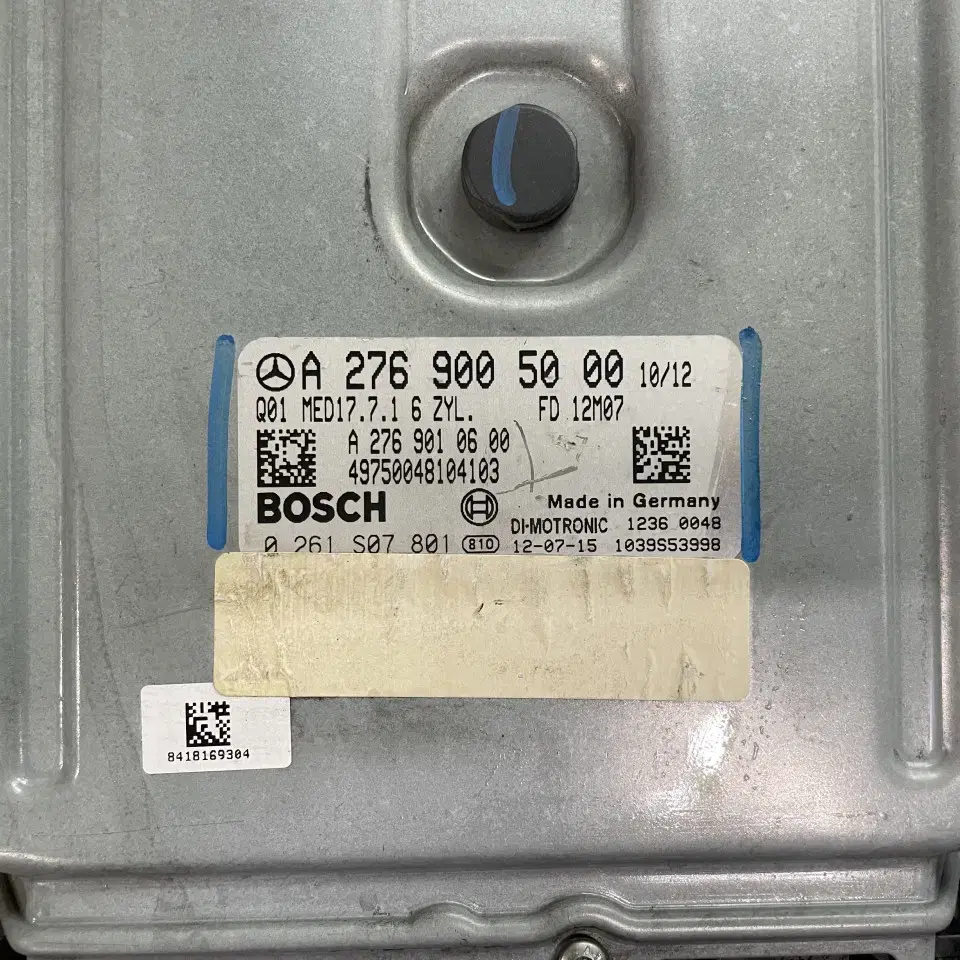 A 276 900 50 00 10/12
Q01 MED17.7.1 6 ZYL. FD 12M07
A 276 901 06 00
49750048104103
BOSCH
Made in Germany
DI-MOTRONIC 1236 0048
0 261 S07 801 810 12-07-15 1039S53998
8418169304